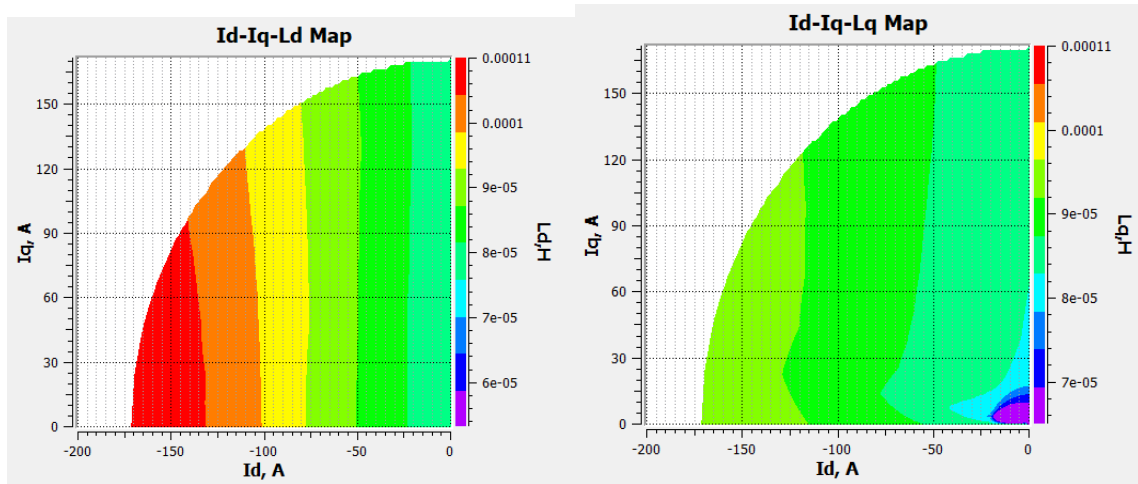 Id-Iq-Ld Map
Iq, A
150
120
90
60
30
0
-200
-150
-100
-50
0
Id, A
0.00011
0.0001
9e-05
8e-05
7e-05
6e-05
Ld,H
Id-Iq-Lq Map
Iq, A
150
120
90
60
30
0
-200
-150
-100
-50
0
Id, A
0.00011
0.0001
9e-05
8e-05
7e-05
Lq,H